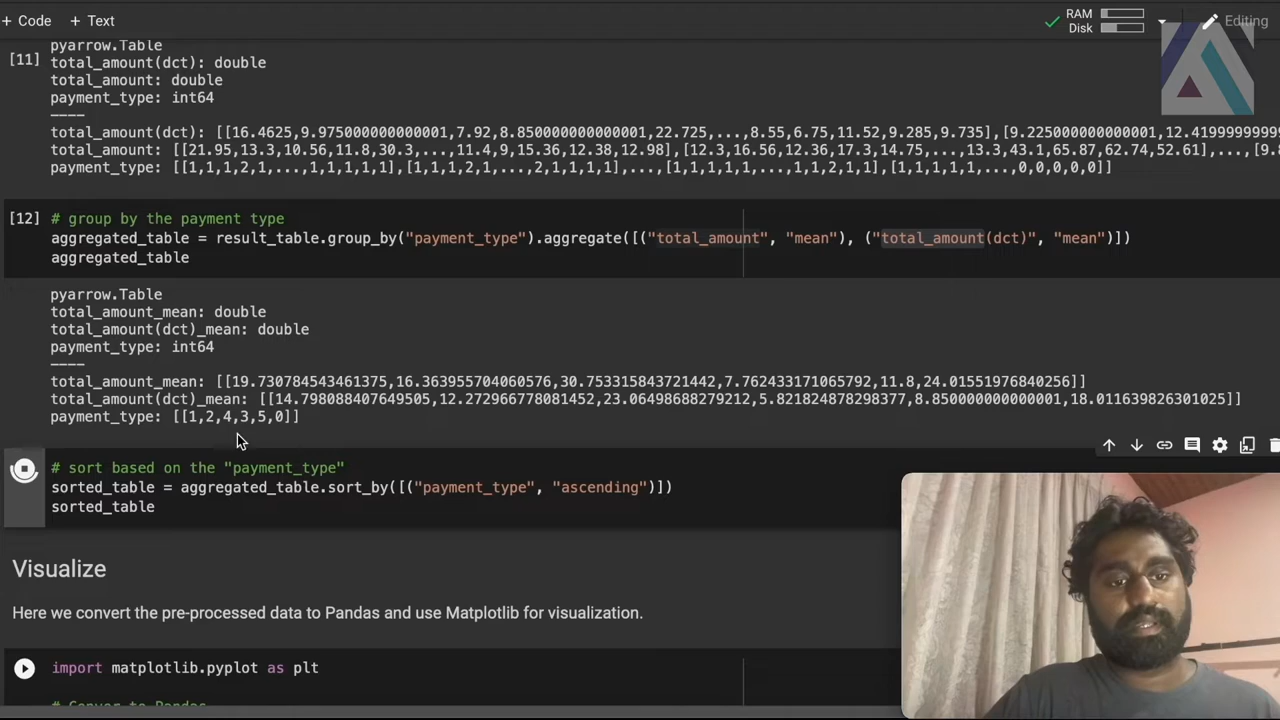 + Code + Text
RAM
Disk
Editing
pyarrow.Table
[11]
total_amount(dct): double
total_amount: double
payment_type: int64
----
total_amount(dct): [[16.4625,9.975000000000001,7.92,8.850000000000001,22.725,...,8.55,6.75,11.52,9.285,9.735],[9.225000000000001,12.4199999999
total_amount: [[21.95,13.3,10.56,11.8,30.3,...,11.4,9,15.36,12.38,12.98],[12.3,16.56,12.36,17.3,14.75,...,13.3,43.1,65.87,62.74,52.61],...,[9.
payment_type: [[1,1,1,2,1,...,1,1,1,1,1],[1,1,1,2,1,...,2,1,1,1],...,[1,1,1,1,1,...,1,1,2,1,1],[1,1,1,1,1,...,0,0,0,0,0]]
[12] # group by the payment type
aggregated_table = result_table.group_by("payment_type").aggregate([("total_amount", "mean"), ("total_amount(dct)", "mean")])
aggregated_table
pyarrow.Table
total_amount_mean: double
total_amount(dct)_mean: double
payment_type: int64
----
total_amount_mean: [[19.730784543461375,16.363955704060576,30.753315843721442,7.762433171065792,11.8,24.01551976840256]]
total_amount(dct)_mean: [[14.798088407649505,12.272966778081452,23.06498688279212,5.821824878298377,8.850000000000001,18.011639826301025]]
payment_type: [[1,2,4,3,5,0]]
# sort based on the "payment_type"
sorted_table = aggregated_table.sort_by([("payment_type", "ascending")])
sorted_table
Visualize
Here we convert the pre-processed data to Pandas and use Matplotlib for visualization.
import matplotlib.pyplot as plt
# Convert to Pandas